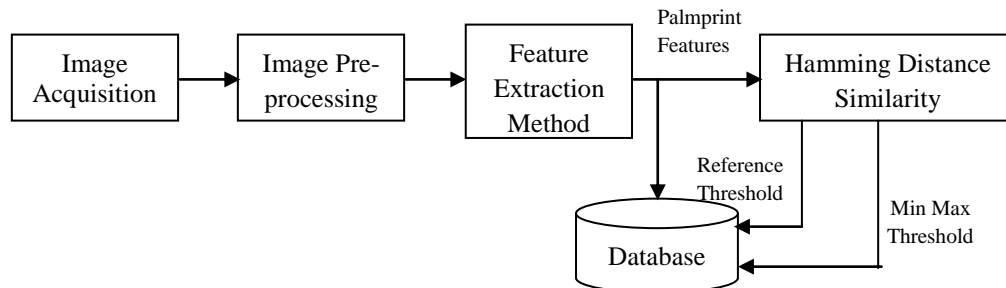 Image
Acquisition
Image Pre-
processing
Feature
Extraction
Method
Palmprint
Features
Hamming Distance
Similarity
Reference
Threshold
Min Max
Threshold
Database